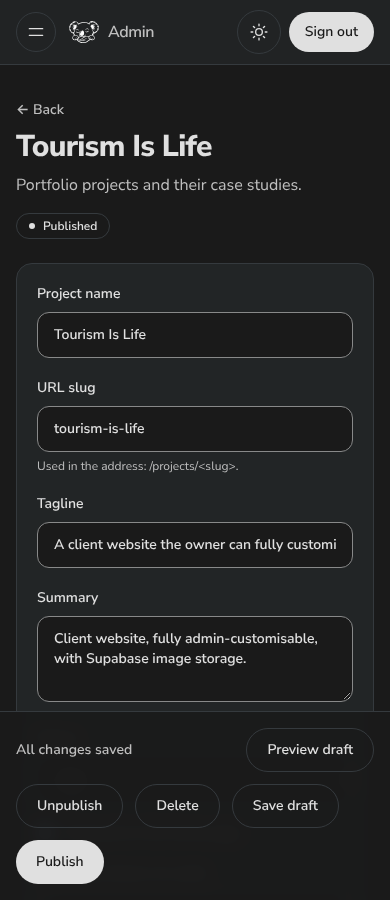 Admin
Sign out
← Back
Tourism Is Life
Portfolio projects and their case studies.
Published
Project name
Tourism Is Life
URL slug
tourism-is-life
Used in the address: /projects/<slug>.
Tagline
A client website the owner can fully customi
Summary
Client website, fully admin-customisable,
with Supabase image storage.
All changes saved
Preview draft
Unpublish
Delete
Save draft
Publish